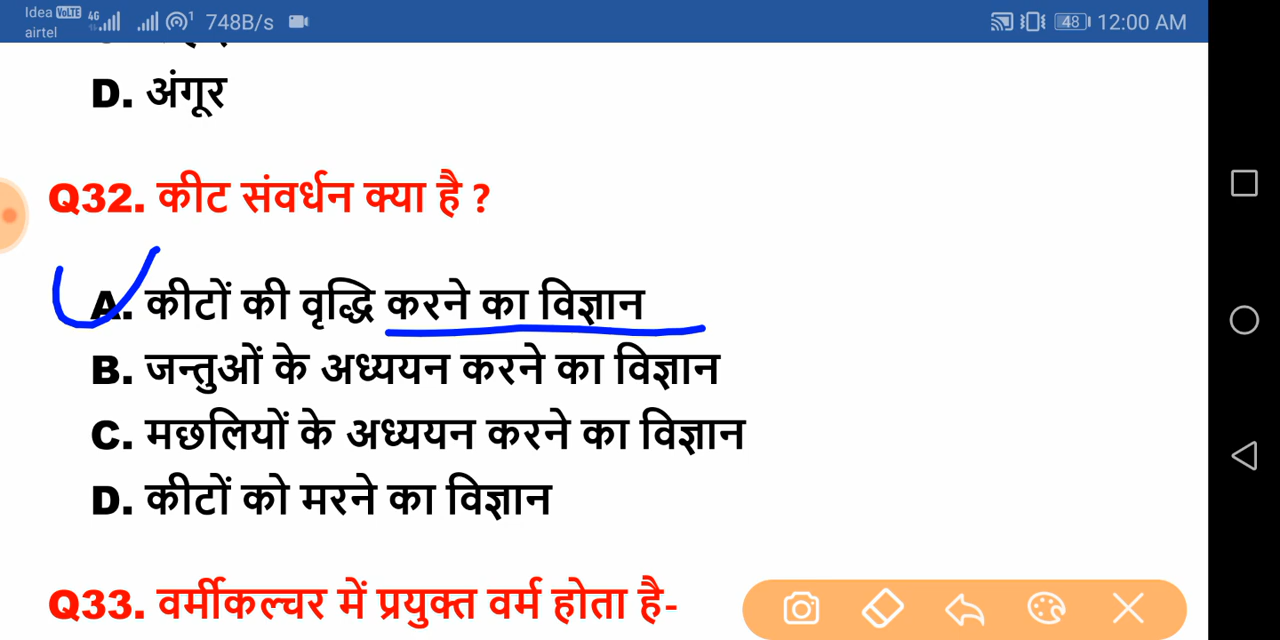 Idea VoLTE 4G 1 748B/s 48 12:00 AM
airtel
D. अंगूर
Q32. कीट संवर्धन क्या है ?
A. कीटों की वृद्धि करने का विज्ञान
B. जन्तुओं के अध्ययन करने का विज्ञान
C. मछलियों के अध्ययन करने का विज्ञान
D. कीटों को मरने का विज्ञान
Q33. वर्मीकल्चर में प्रयुक्त वर्म होता है-